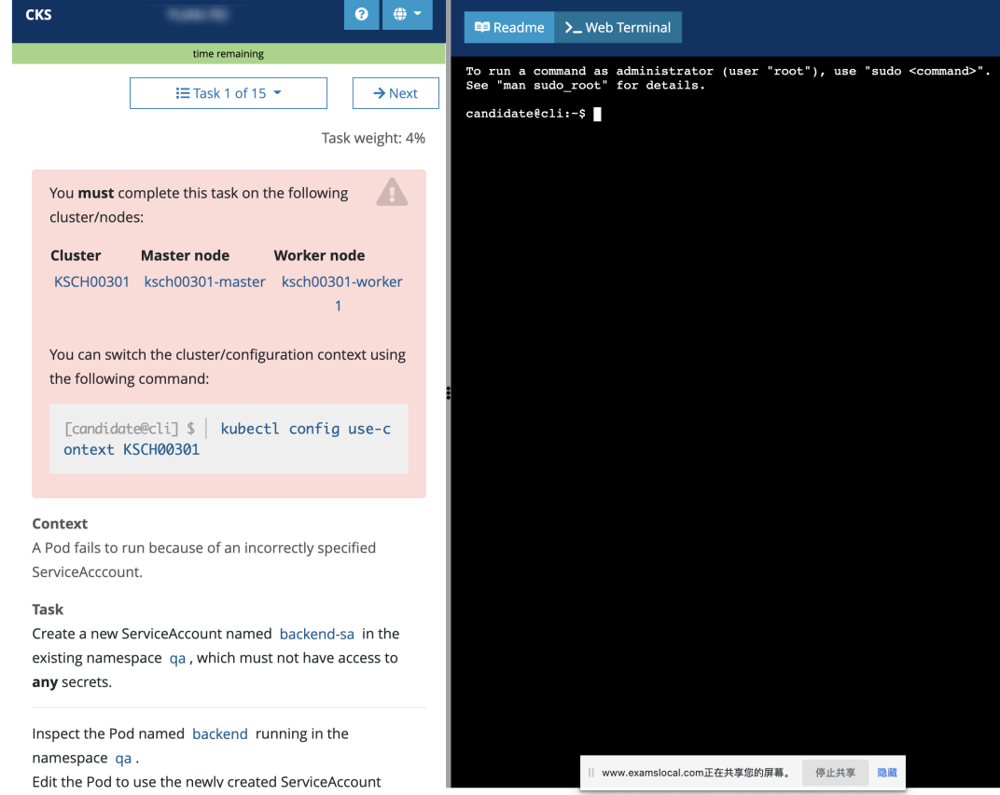 CKS
time remaining
Task 1 of 15
Next
Task weight: 4%
You must complete this task on the following
cluster/nodes:
Cluster Master node Worker node
KSCH00301 ksch00301-master ksch00301-worker
1
You can switch the cluster/configuration context using
the following command:
[candidate@cli] $ | kubectl config use-c
ontext KSCH00301
Context
A Pod fails to run because of an incorrectly specified
ServiceAcccount.
Task
Create a new ServiceAccount named backend-sa in the
existing namespace qa , which must not have access to
any secrets.
Inspect the Pod named backend running in the
namespace qa .
Edit the Pod to use the newly created ServiceAccount
Readme
Web Terminal
To run a command as administrator (user "root"), use "sudo <command>".
See "man sudo_root" for details.
candidate@cli:~$
www.examslocal.com正在共享您的屏幕。 停止共享 隐藏